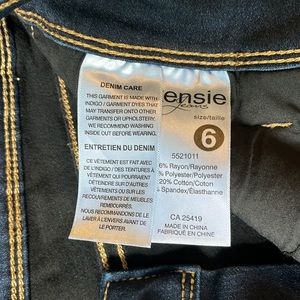 DENIM CARE
THIS GARMENT IS MADE WITH
INDIGO / GARMENT DYES THAT
MAY TRANSFER ONTO OTHER
GARMENTS OR UPHOLSTERY.
WE RECOMMEND WASHING
INSIDE OUT BEFORE WEARING.
ENTRETIEN DU DENIM
CE VÊTEMENT EST FAIT AVEC
DE L'INDIGO / DES TEINTURES À
VÊTEMENT QUI POURRAIENT
DÉTEINDRE SUR D'AUTRES
VÊTEMENTS OU SUR LES
RECOUVREMENTS DE MEUBLES
REMBOURRÉS.
NOUS RECOMMANDONS DE LE
LAVER À L'ENVERS AVANT DE
LE PORTER.
ensie
Jeans
size/taille
6
5521011
6% Rayon/Rayonne
% Polyester/Polyester
20% Cotton/Coton
% Spandex/Élasthanne
CA 25419
MADE IN CHINA
FABRIQUÉ EN CHINE